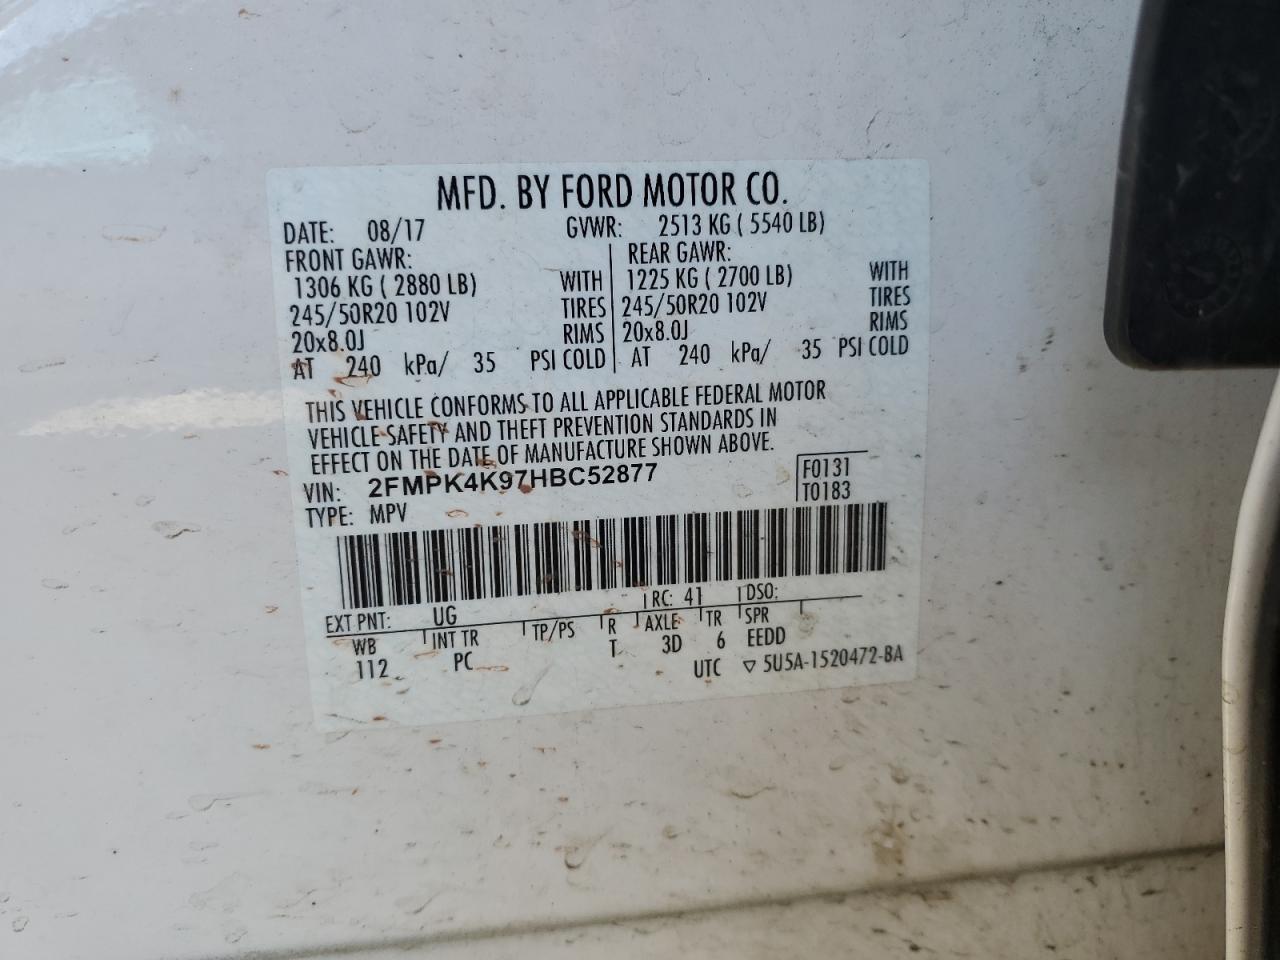 MFD. BY FORD MOTOR CO.
DATE: 08/17 GVWR: 2513 KG ( 5540 LB)
FRONT GAWR: REAR GAWR:
1306 KG ( 2880 LB) WITH 1225 KG ( 2700 LB) WITH
245/50R20 102V TIRES 245/50R20 102V TIRES
20x8.0J RIMS 20x8.0J RIMS
AT 240 kPa/ 35 PSI COLD AT 240 kPa/ 35 PSI COLD
THIS VEHICLE CONFORMS TO ALL APPLICABLE FEDERAL MOTOR
VEHICLE SAFETY AND THEFT PREVENTION STANDARDS IN
EFFECT ON THE DATE OF MANUFACTURE SHOWN ABOVE.
VIN: 2FMPK4K97HBC52877 F0131
TYPE: MPV T0183
EXT PNT: UG RC: 41 DSO:
WB INT TR TP/PS R AXLE TR SPR
112 PC T 3D 6 EEDD
UTC ▽ 5U5A-1520472-BA